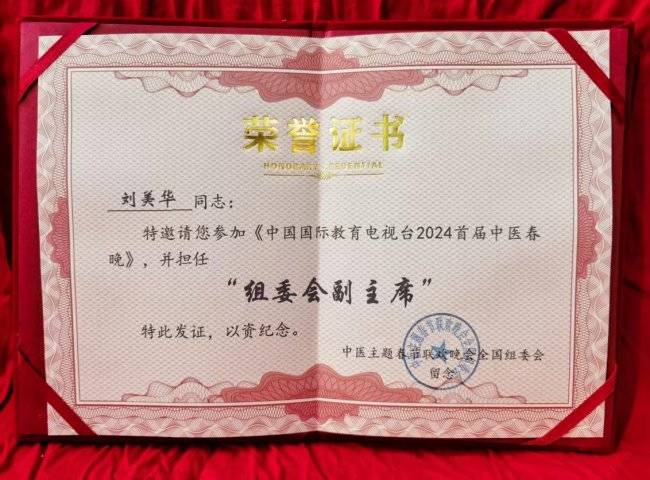 荣誉证书
HONORARY CREDENTIAL
刘美华 同志：
特邀请您参加《中国国际教育电视台2024首届中医春
晚》，并担任
“组委会副主席”
特此发证，以资纪念。
中医主题春节联欢晚会全国组委会
留念